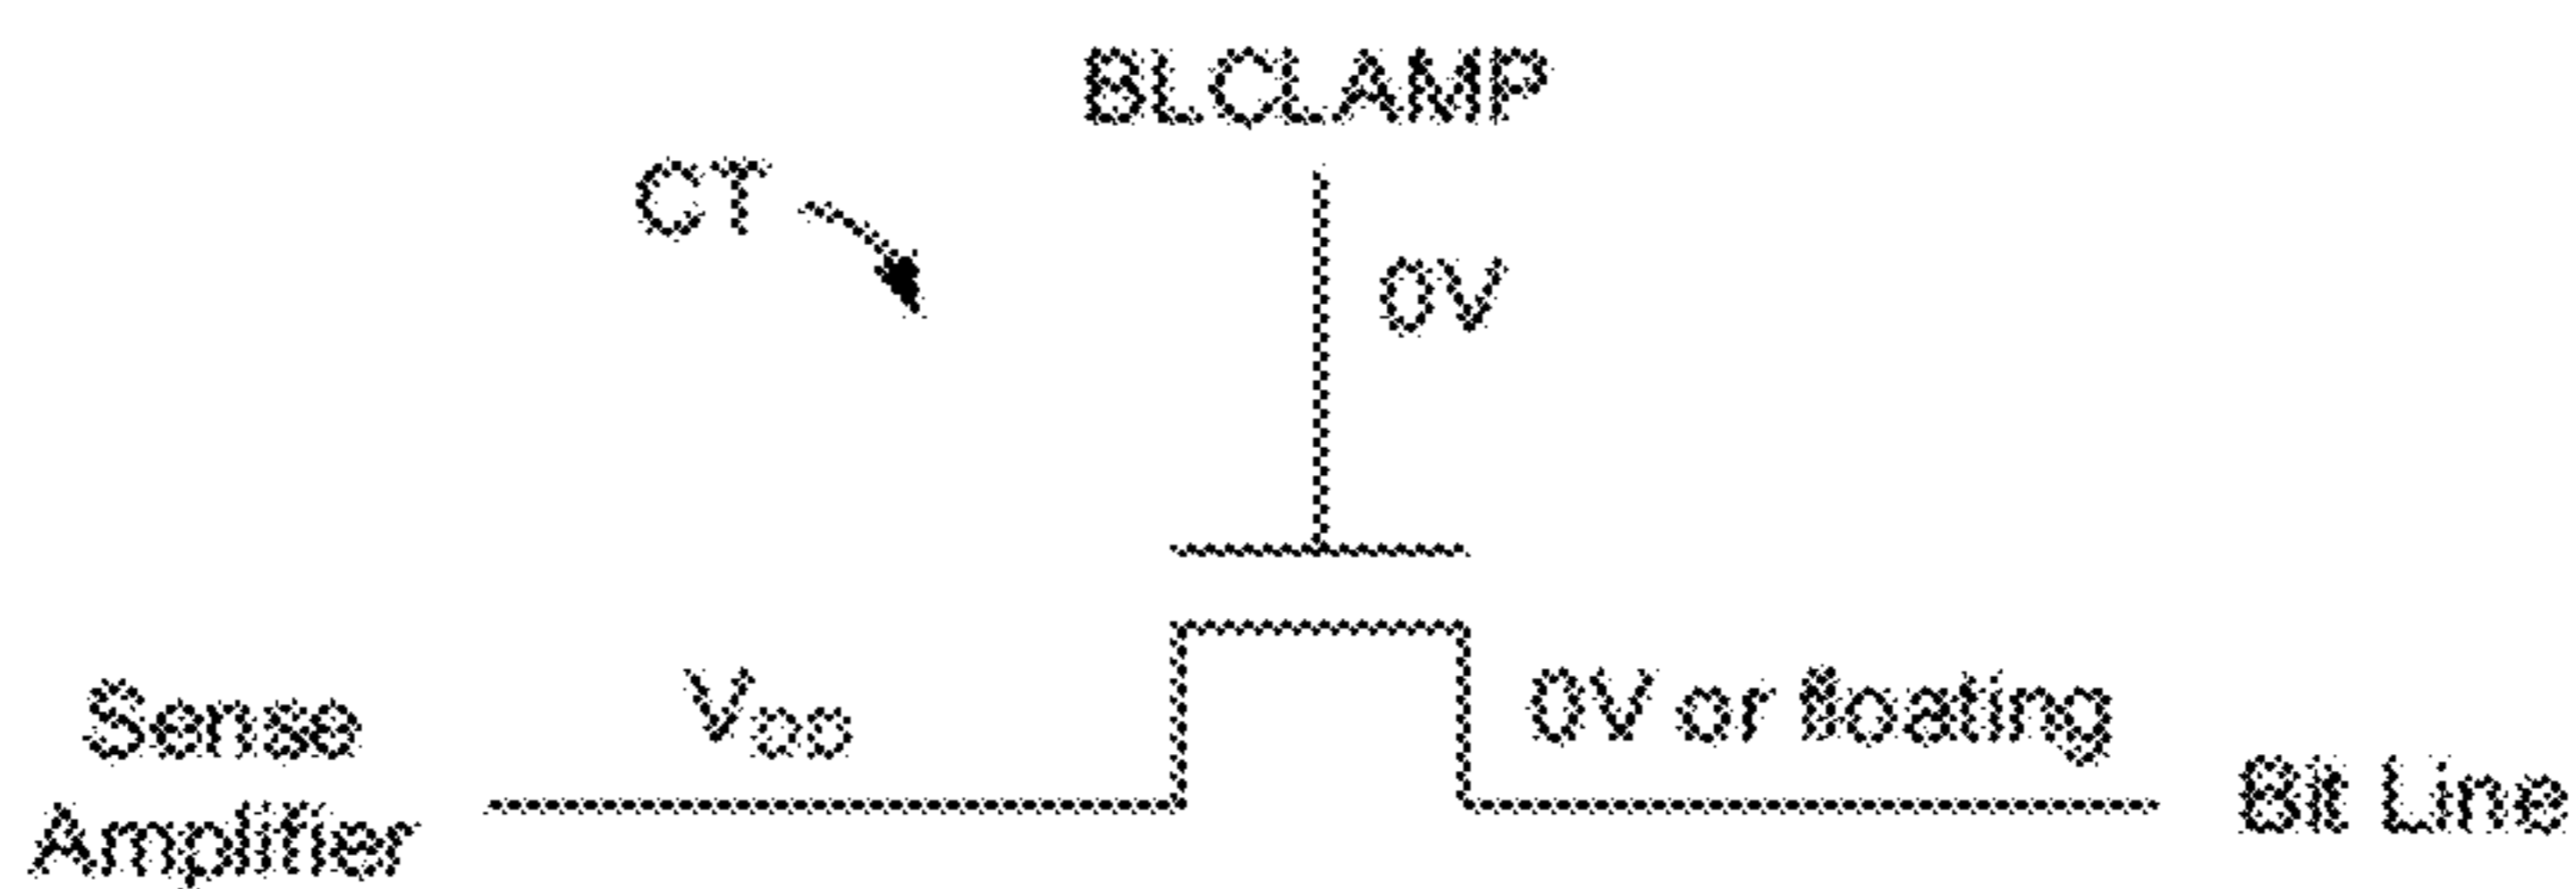 BLCLAMP
CT
0V
Sense
Amplifier
VDD
0V or floating
Bit Line